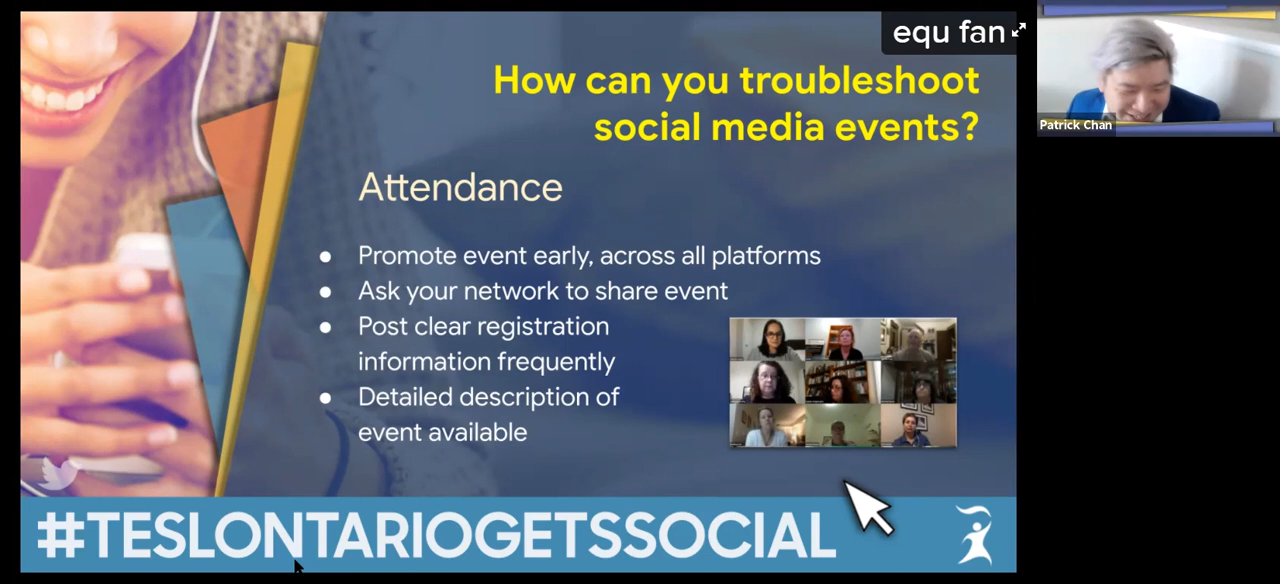 equ fan
How can you troubleshoot
social media events?
Attendance
● Promote event early, across all platforms
● Ask your network to share event
● Post clear registration
information frequently
● Detailed description of
event available
#TESLONTARIOGETSSOCIAL
Patrick Chan